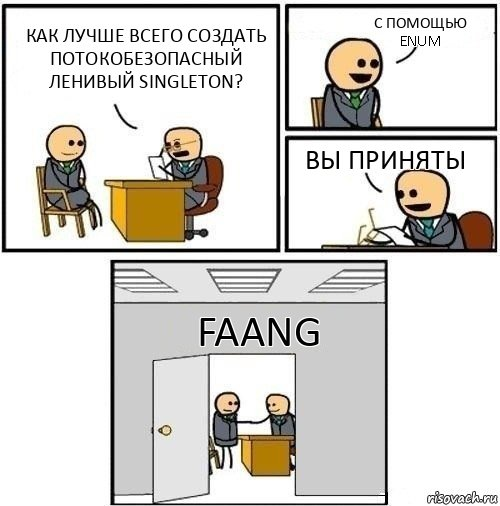 КАК ЛУЧШЕ ВСЕГО СОЗДАТЬ
ПОТОКОБЕЗОПАСНЫЙ
ЛЕНИВЫЙ SINGLETON?
С ПОМОЩЬЮ
ENUM
ВЫ ПРИНЯТЫ
FAANG
risovach.ru